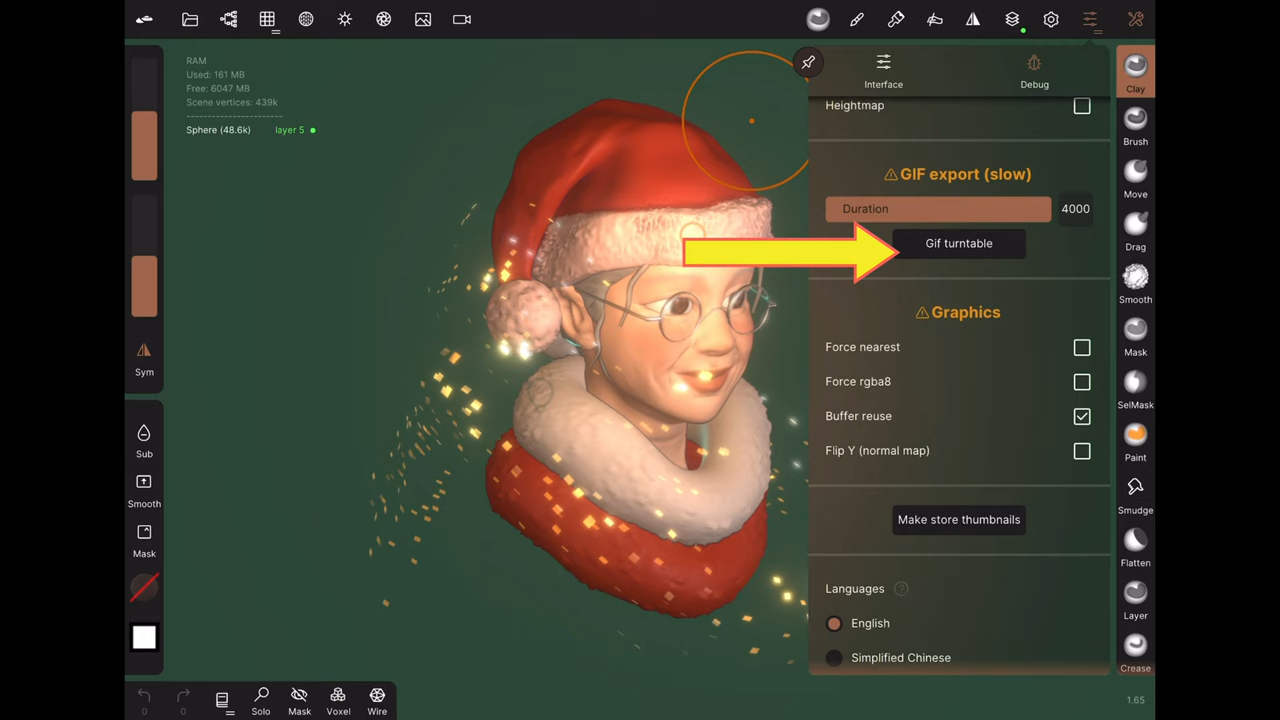 RAM
Used: 161 MB
Free: 6047 MB
Scene vertices: 439k
--------------------------
Sphere (48.6k) layer 5
Sym
Sub
Smooth
Mask
0 0 Solo Mask Voxel Wire
Interface Debug
Heightmap
GIF export (slow)
Duration 4000
Gif turntable
Graphics
Force nearest
Force rgba8
Buffer reuse
Flip Y (normal map)
Make store thumbnails
Languages ?
English
Simplified Chinese
Clay
Brush
Move
Drag
Smooth
Mask
SelMask
Paint
Smudge
Flatten
Layer
Crease
1.65